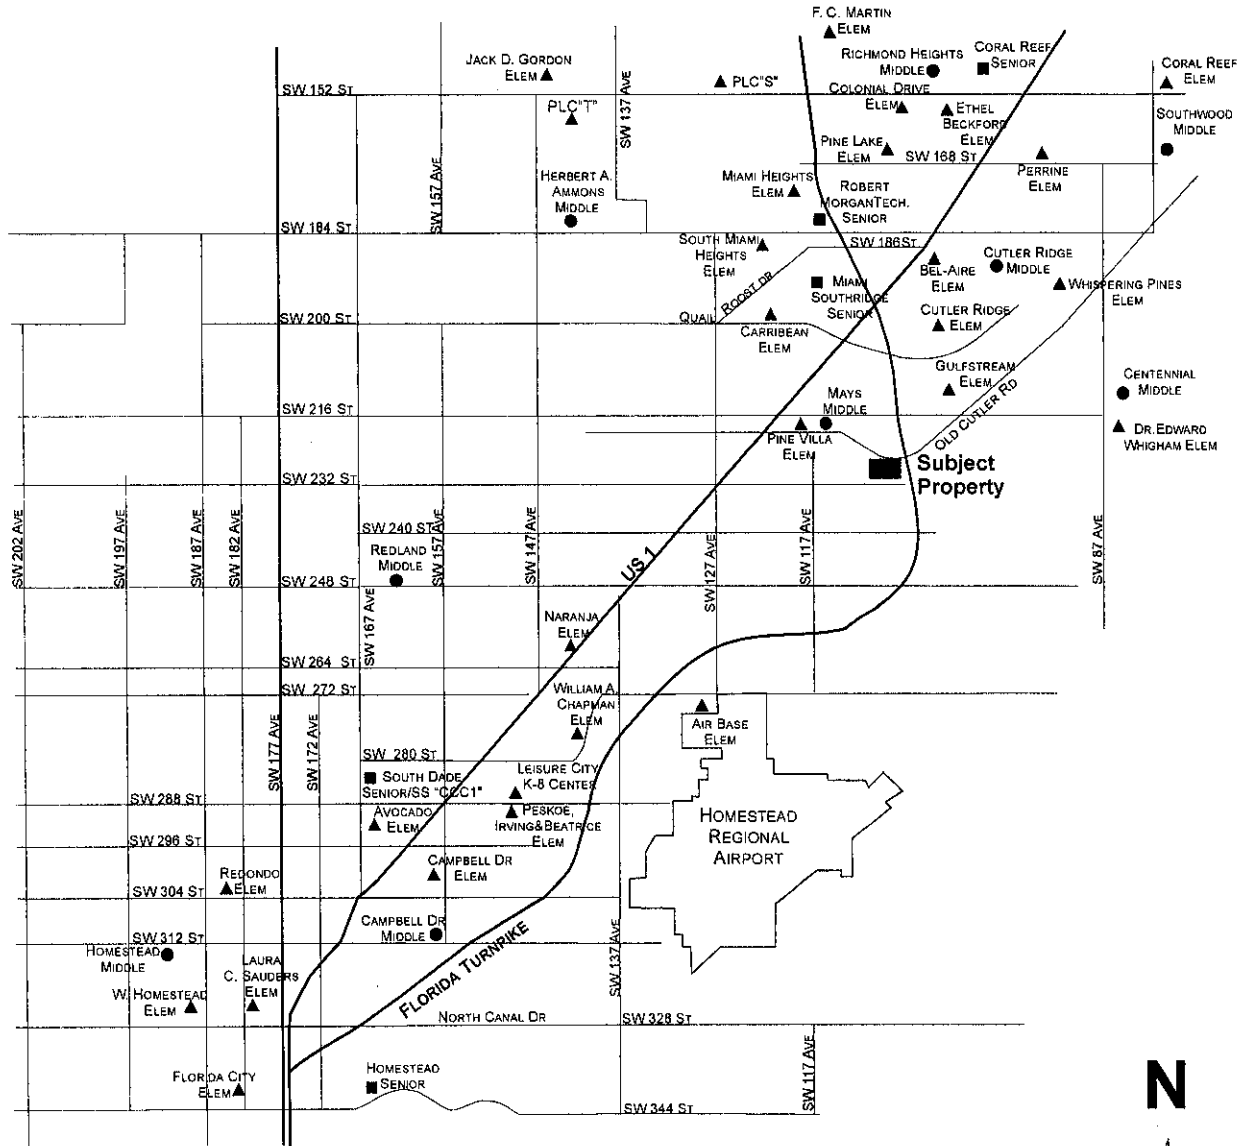 F. C. MARTIN
ELEM
JACK D. GORDON
ELEM
RICHMOND HEIGHTS
MIDDLE
CORAL REEF
SENIOR
CORAL REEF
ELEM
SW 152 ST
SW 137 AVE
PLC"S"
PLC"T"
COLONIAL DRIVE
ELEM
ETHEL
BECKFORD
ELEM
SOUTHWOOD
MIDDLE
PINE LAKE
ELEM
SW 168 ST
PERRINE
ELEM
SW 157 AVE
HERBERT A.
AMMONS
MIDDLE
MIAMI HEIGHTS
ELEM
ROBERT
MORGANTECH.
SENIOR
SW 184 ST
SOUTH MIAMI
HEIGHTS
ELEM
SW 186 ST
BEL-AIRE
ELEM
CUTLER RIDGE
MIDDLE
WHISPERING PINES
ELEM
QUAIL ROOST DR
MIAMI
SOUTHRIDGE
SENIOR
SW 200 ST
CARRIBEAN
ELEM
CUTLER RIDGE
ELEM
GULFSTREAM
ELEM
CENTENNIAL
MIDDLE
SW 216 ST
MAYS
MIDDLE
PINE VILLA
ELEM
OLD CUTLER RD
DR.EDWARD
WHIGHAM ELEM
Subject
Property
SW 232 ST
SW 202 AVE
SW 197 AVE
SW 187 AVE
SW 182 AVE
SW 240 ST
SW 157 AVE
SW 147 AVE
US 1
SW 127 AVE
SW 117 AVE
SW 87 AVE
REDLAND
MIDDLE
SW 248 ST
SW 167 AVE
NARANJA
ELEM
SW 264 ST
SW 272 ST
WILLIAM A.
CHAPMAN
ELEM
AIR BASE
ELEM
SW 177 AVE
SW 172 AVE
SW 280 ST
SOUTH DADE
SENIOR/SS "CCC1"
LEISURE CITY
K-8 CENTER
SW 288 ST
AVOCADO
ELEM
PESKOE,
IRVING&BEATRICE
ELEM
HOMESTEAD
REGIONAL
AIRPORT
SW 296 ST
REDONDO
ELEM
CAMPBELL DR
ELEM
SW 304 ST
CAMPBELL DR
MIDDLE
SW 312 ST
HOMESTEAD
MIDDLE
LAURA
C. SAUDERS
ELEM
FLORIDA TURNPIKE
SW 137 AVE
W. HOMESTEAD
ELEM
NORTH CANAL DR
SW 328 ST
SW 117 AVE
FLORIDA CITY
ELEM
HOMESTEAD
SENIOR
SW 344 ST
N